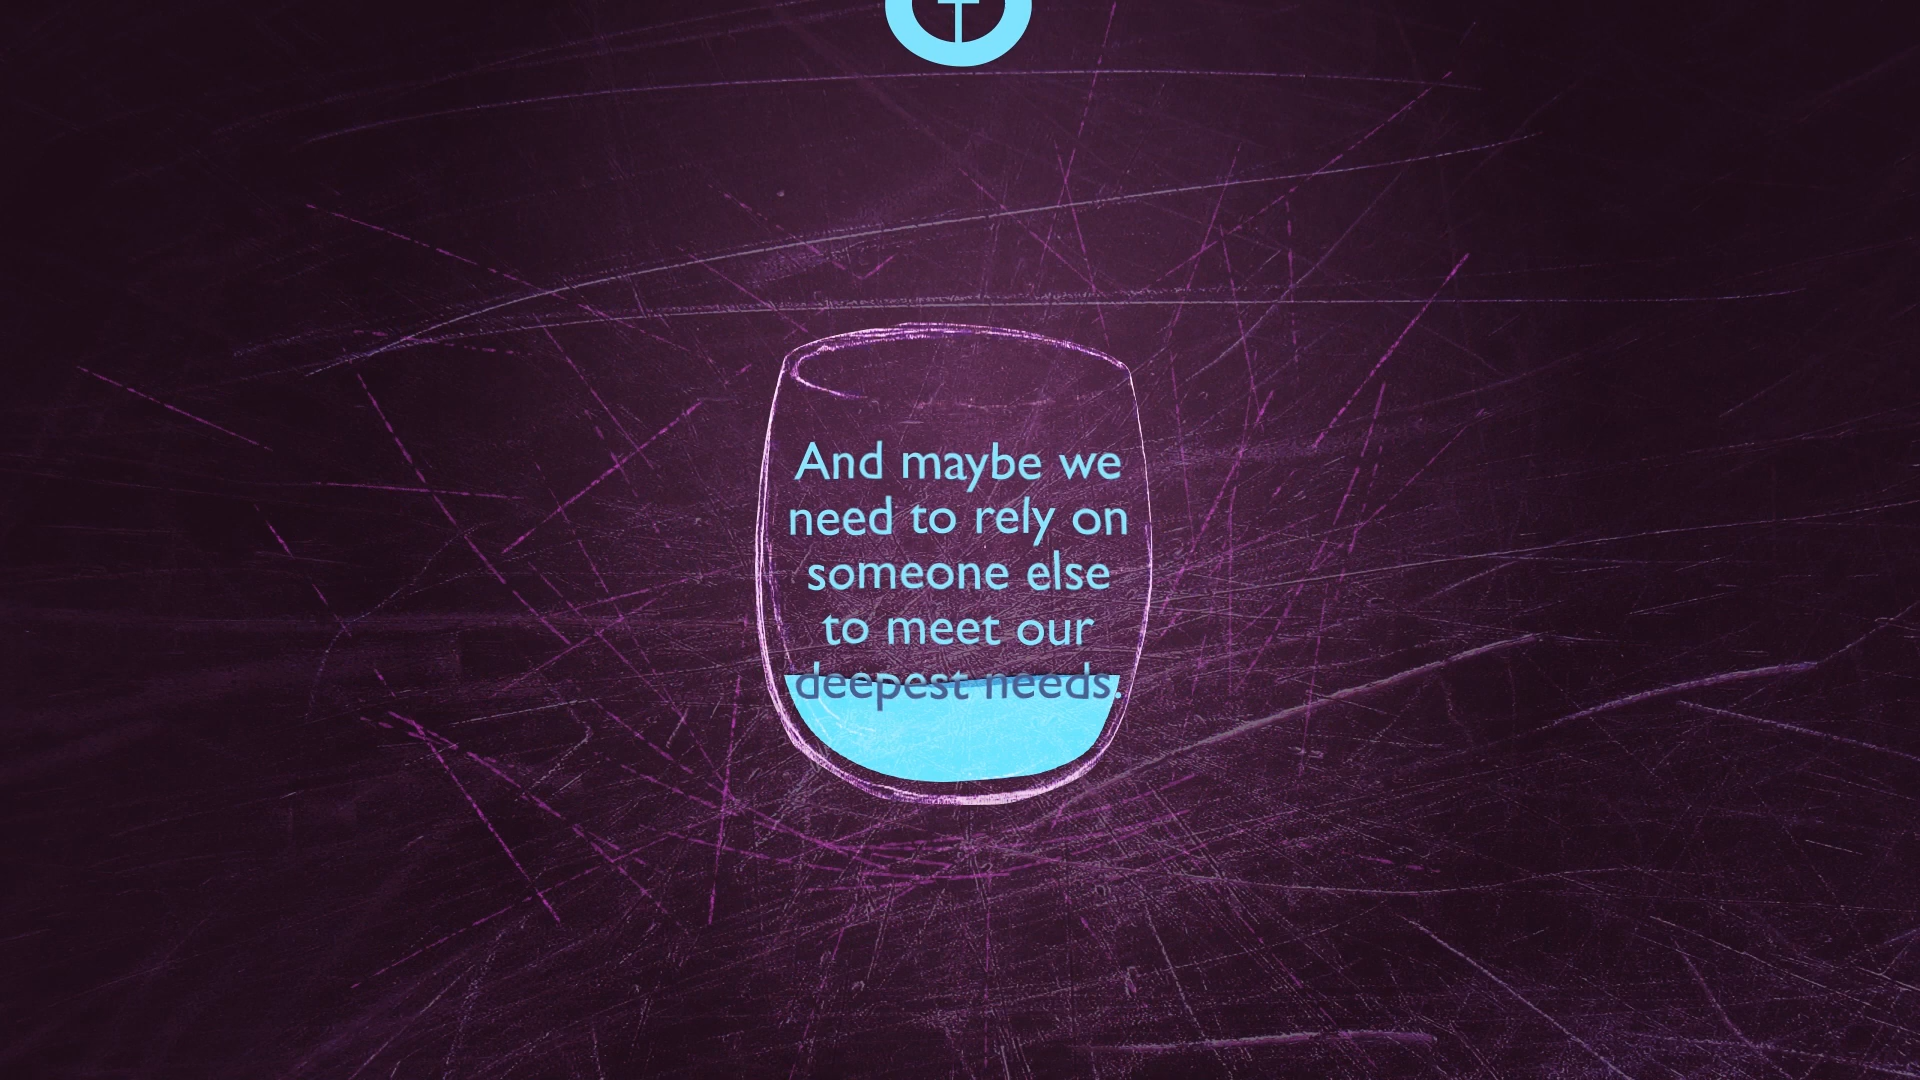 And maybe we
need to rely on
someone else
to meet our
deepest needs.